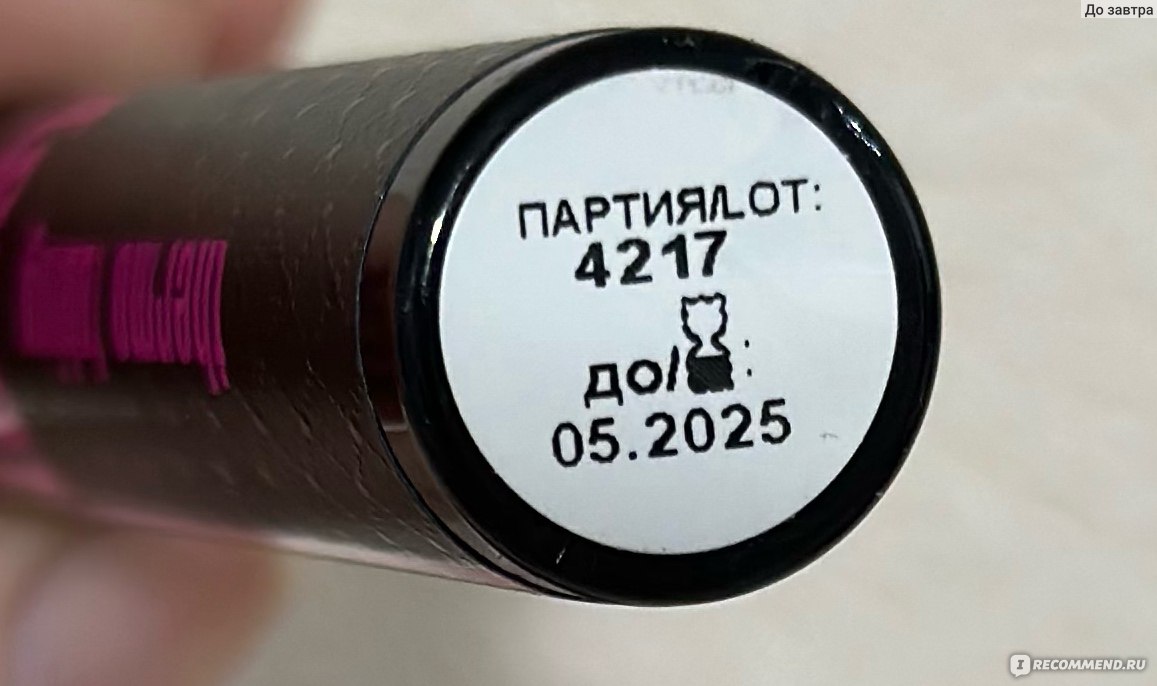 До завтра
ПАРТИЯ/LOT:
4217
до/:
05.2025
RECOMMEND.RU